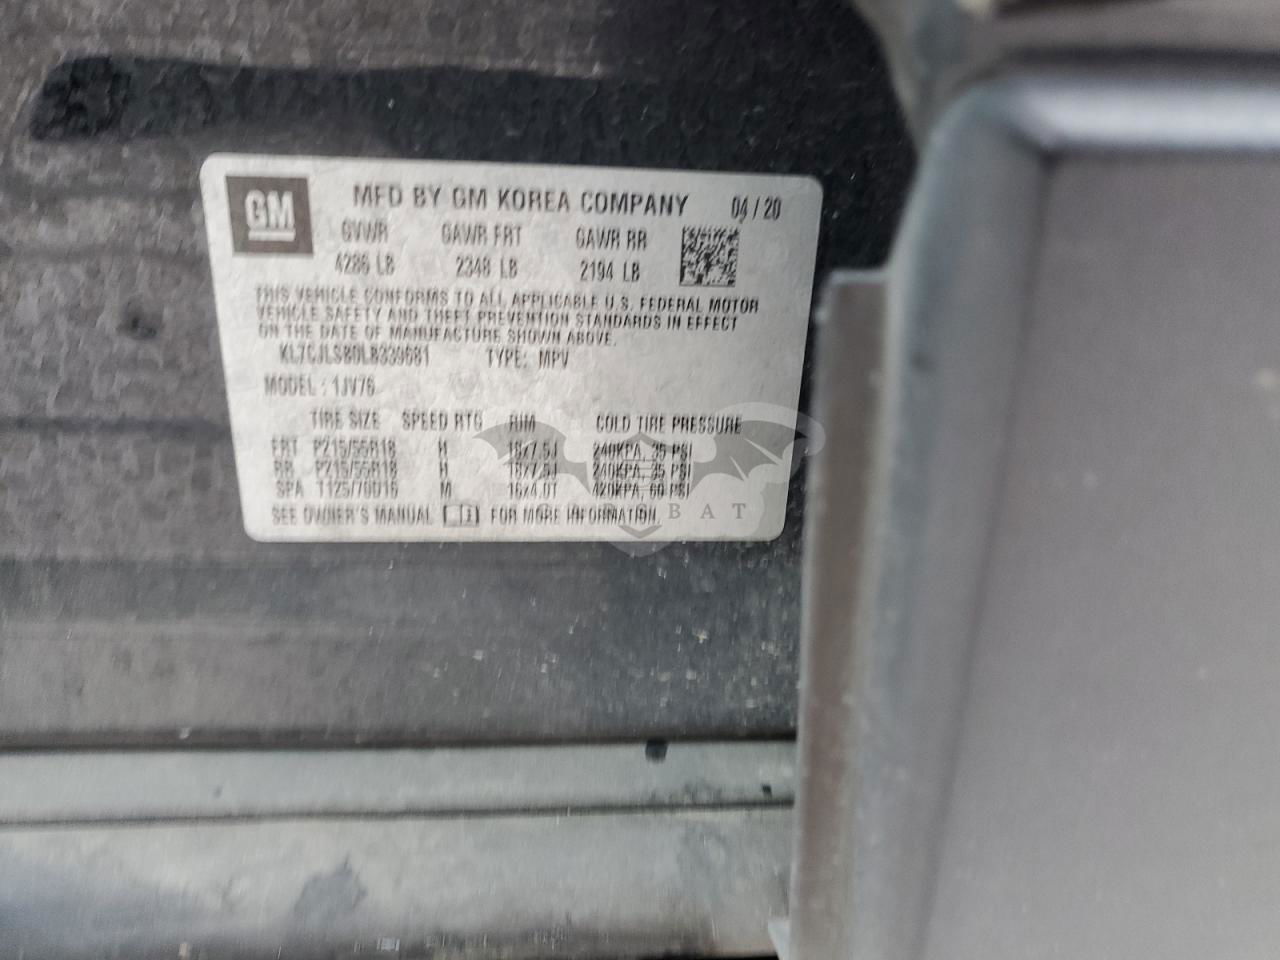 GM MFD BY GM KOREA COMPANY 04/20
GVWR GAWR FRT GAWR RR
4286 LB 2348 LB 2194 LB
THIS VEHICLE CONFORMS TO ALL APPLICABLE U.S. FEDERAL MOTOR
VEHICLE SAFETY AND THEFT PREVENTION STANDARDS IN EFFECT
ON THE DATE OF MANUFACTURE SHOWN ABOVE.
KL7CJLSB0LB339681 TYPE: MPV
MODEL : 1JV76
TIRE SIZE SPEED RTG RIM COLD TIRE PRESSURE
FRT P215/55R18 H 18x7.5J 240KPA, 35 PSI
RR P215/55R18 H 18x7.5J 240KPA, 35 PSI
SPA T125/70D16 M 16x4.0T 420KPA, 60 PSI
SEE OWNER'S MANUAL FOR MORE INFORMATION.